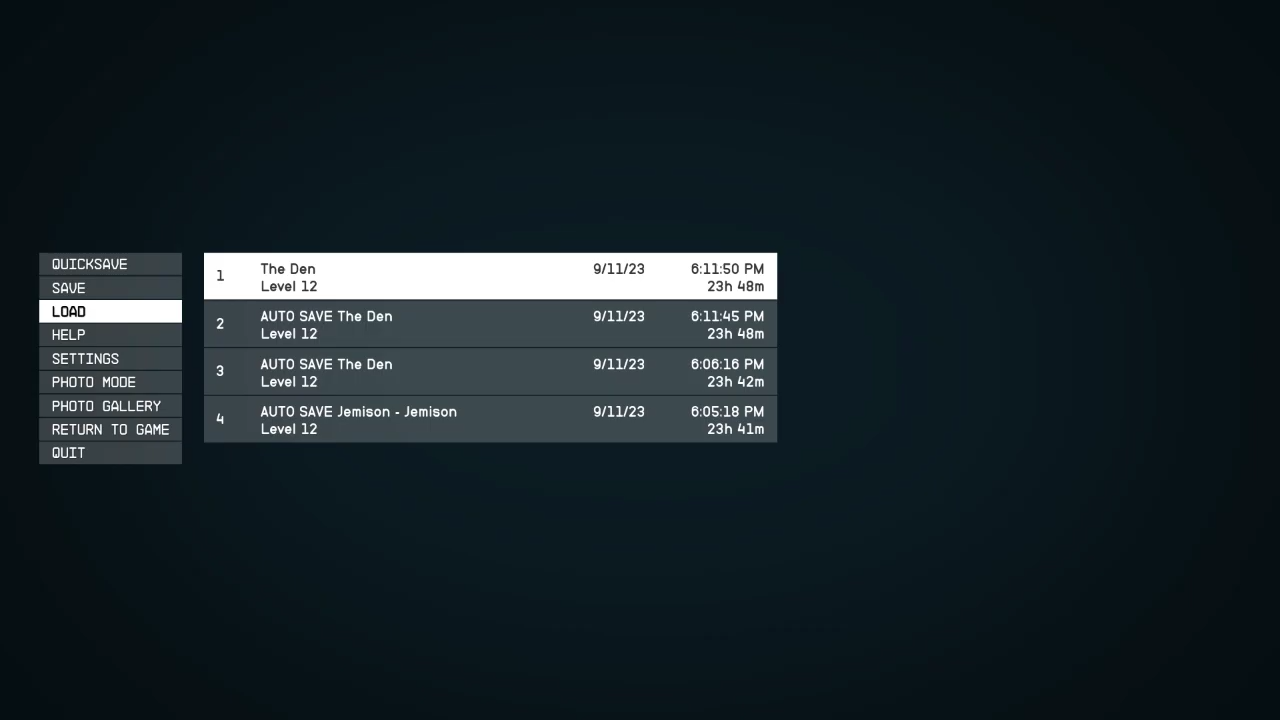 QUICKSAVE
SAVE
LOAD
HELP
SETTINGS
PHOTO MODE
PHOTO GALLERY
RETURN TO GAME
QUIT
1 The Den 9/11/23 6:11:50 PM
Level 12 23h 48m
2 AUTO SAVE The Den 9/11/23 6:11:45 PM
Level 12 23h 48m
3 AUTO SAVE The Den 9/11/23 6:06:16 PM
Level 12 23h 42m
4 AUTO SAVE Jemison - Jemison 9/11/23 6:05:18 PM
Level 12 23h 41m